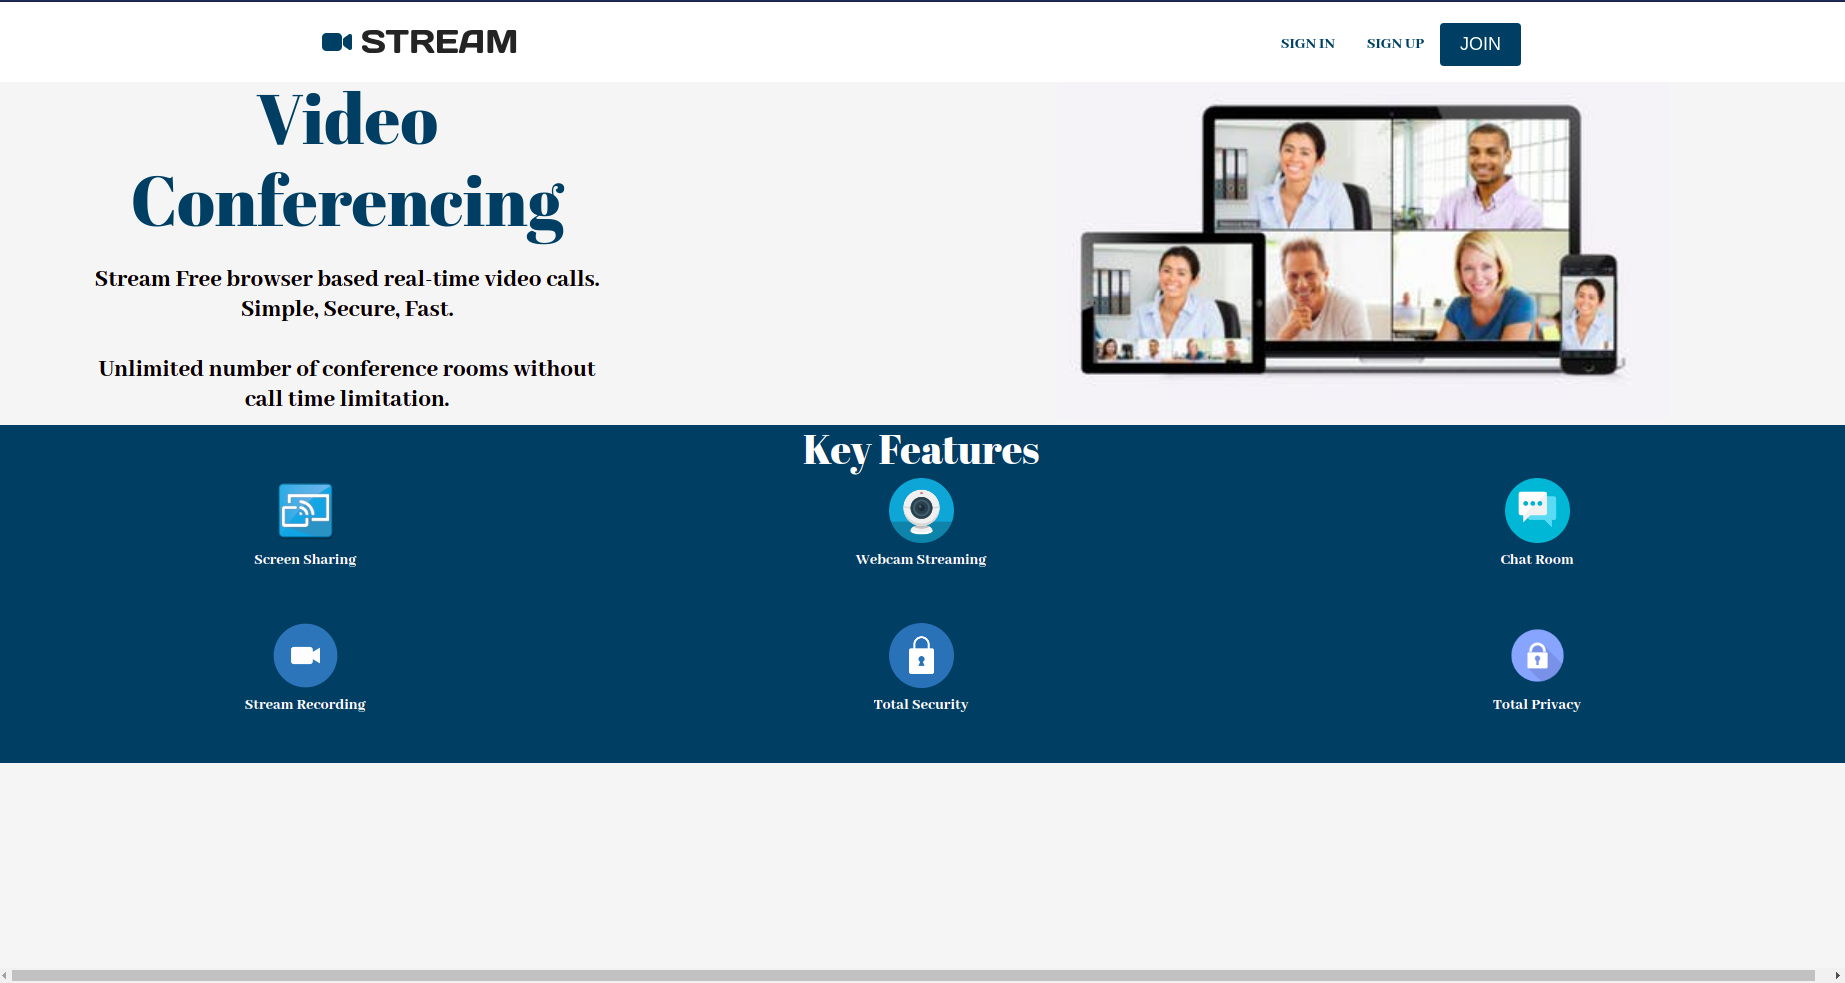 STREAM
SIGN IN
SIGN UP
JOIN
Video
Conferencing
Stream Free browser based real-time video calls.
Simple, Secure, Fast.
Unlimited number of conference rooms without
call time limitation.
Key Features
Screen Sharing
Webcam Streaming
Chat Room
Stream Recording
Total Security
Total Privacy